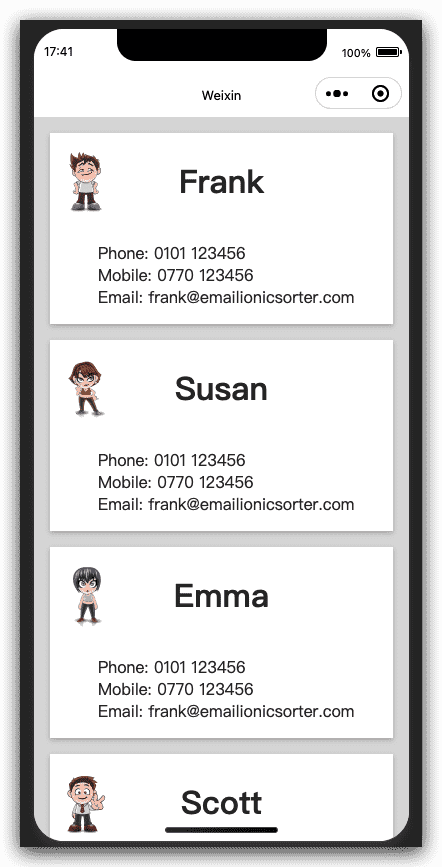 17:41
100%
Weixin
Frank
Phone: 0101 123456
Mobile: 0770 123456
Email: frank@emailionicsorter.com
Susan
Phone: 0101 123456
Mobile: 0770 123456
Email: frank@emailionicsorter.com
Emma
Phone: 0101 123456
Mobile: 0770 123456
Email: frank@emailionicsorter.com
Scott